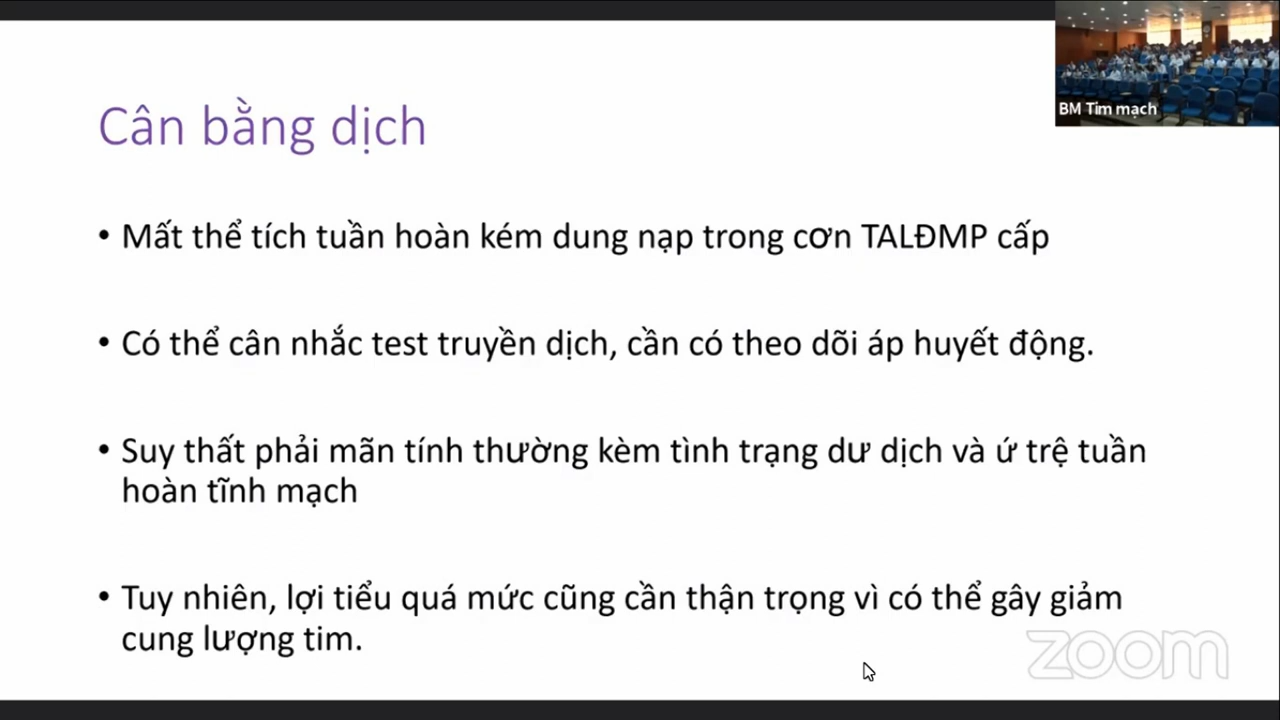 BM Tim mạch
Cân bằng dịch
• Mất thể tích tuần hoàn kém dung nạp trong cơn TALĐMP cấp
• Có thể cân nhắc test truyền dịch, cần có theo dõi áp huyết động.
• Suy thất phải mãn tính thường kèm tình trạng dư dịch và ứ trệ tuần
hoàn tĩnh mạch
• Tuy nhiên, lợi tiểu quá mức cũng cần thận trọng vì có thể gây giảm
cung lượng tim.
zoom